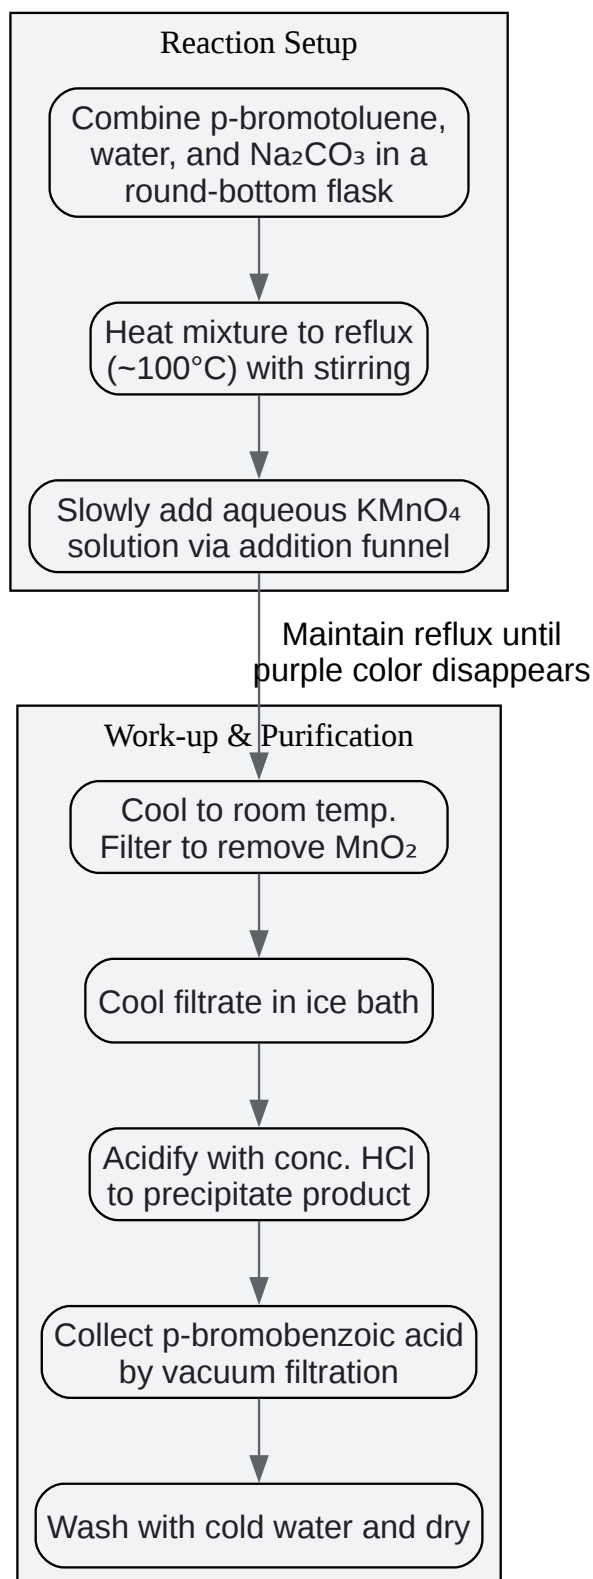 Reaction Setup
Combine p-bromotoluene,
water, and Na₂CO₃ in a
round-bottom flask
Heat mixture to reflux
(~100°C) with stirring
Slowly add aqueous KMnO₄
solution via addition funnel
Maintain reflux until
purple color disappears
Work-up & Purification
Cool to room temp.
Filter to remove MnO₂
Cool filtrate in ice bath
Acidify with conc. HCl
to precipitate product
Collect p-bromobenzoic acid
by vacuum filtration
Wash with cold water and dry